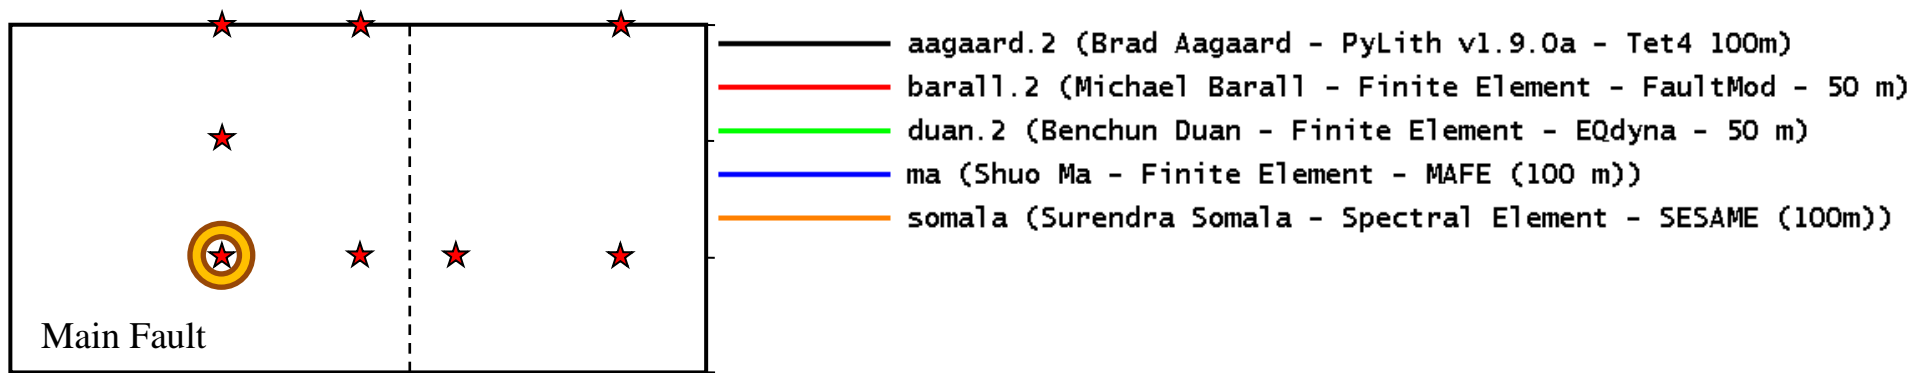 aagaard.2 (Brad Aagaard - PyLith v1.9.0a - Tet4 100m)
barall.2 (Michael Barall - Finite Element - FaultMod - 50 m)
duan.2 (Benchun Duan - Finite Element - EQdyna - 50 m)
ma (Shuo Ma - Finite Element - MAFE (100 m))
somala (Surendra Somala - Spectral Element - SESAME (100m))
Main Fault